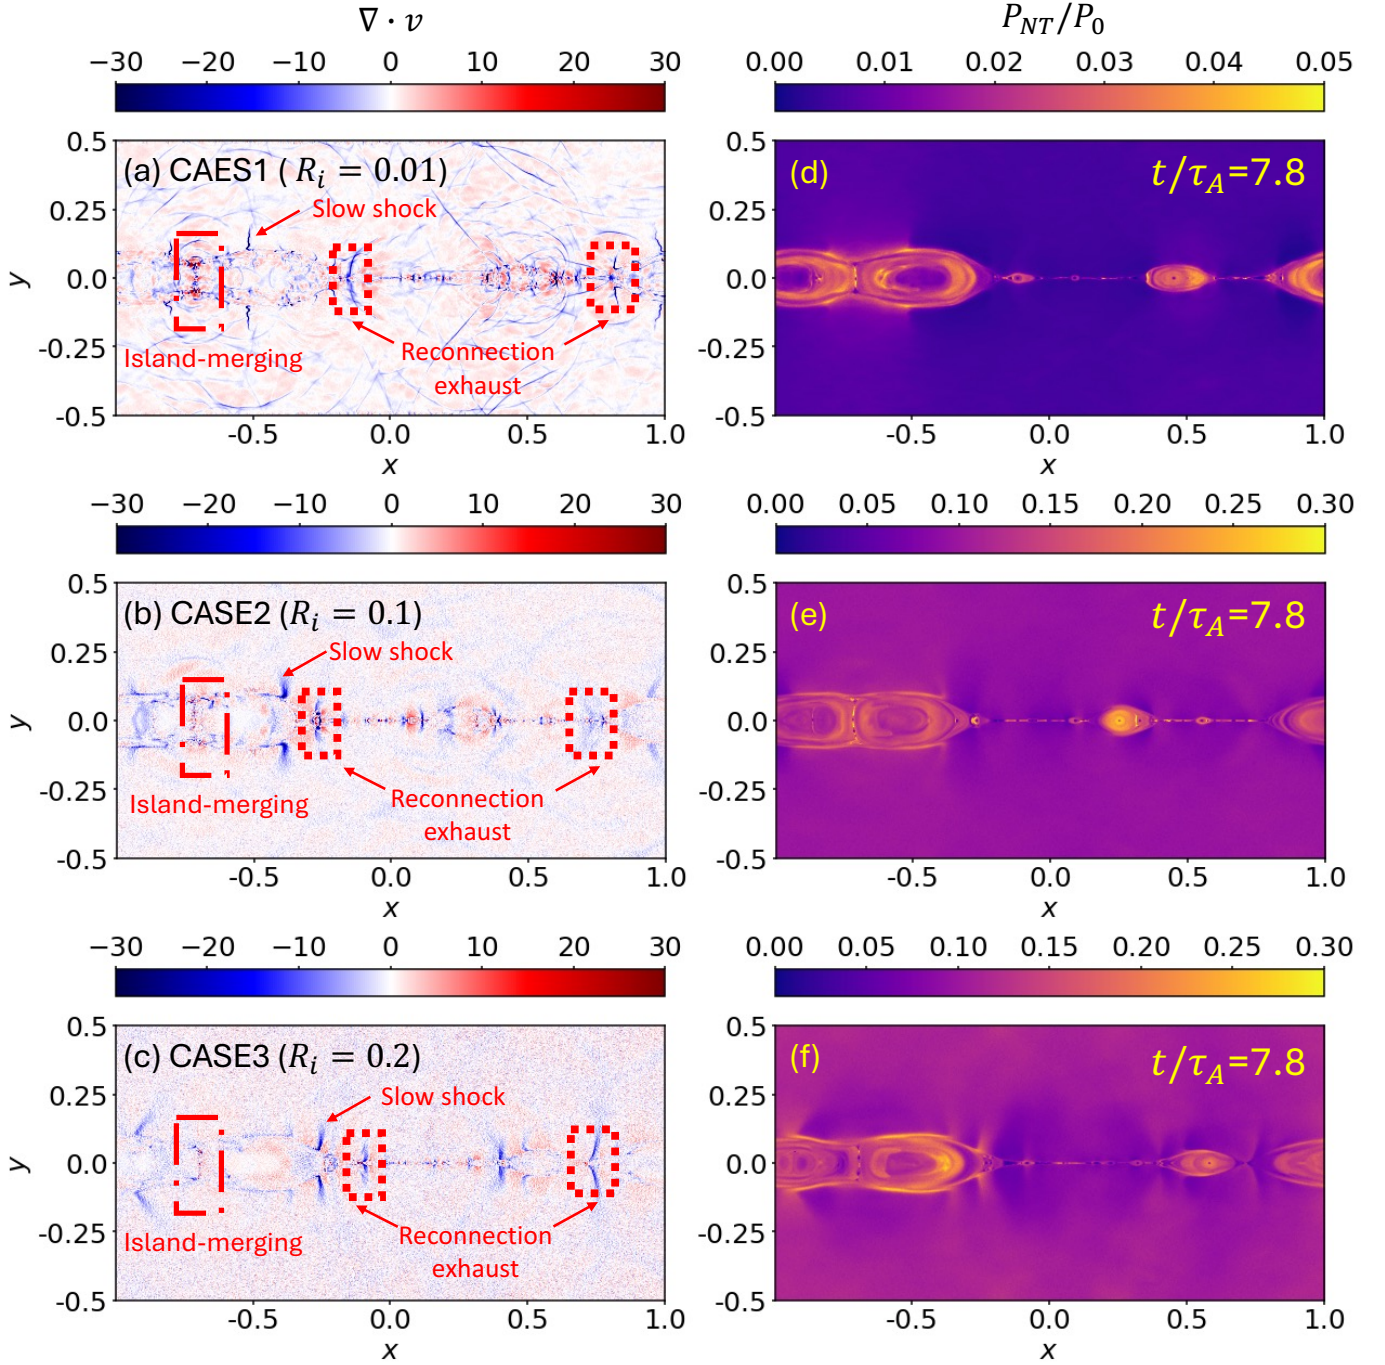 ∇ · v
P_NT/P_0
−30 −20 −10 0 10 20 30
0.00 0.01 0.02 0.03 0.04 0.05
(a) CAES1 ( R_i = 0.01)
Slow shock
Island-merging
Reconnection
exhaust
0.5
0.25
0.0
-0.25
-0.5
y
-0.5 0.0 0.5 1.0
x
(d)
t/τ_A=7.8
0.5
0.25
0.0
-0.25
-0.5
-0.5 0.0 0.5 1.0
x
−30 −20 −10 0 10 20 30
0.00 0.05 0.10 0.15 0.20 0.25 0.30
(b) CASE2 (R_i = 0.1)
Slow shock
Island-merging
Reconnection
exhaust
0.5
0.25
0.0
-0.25
-0.5
y
-0.5 0.0 0.5 1.0
x
(e)
t/τ_A=7.8
0.5
0.25
0.0
-0.25
-0.5
-0.5 0.0 0.5 1.0
x
−30 −20 −10 0 10 20 30
0.00 0.05 0.10 0.15 0.20 0.25 0.30
(c) CASE3 (R_i = 0.2)
Slow shock
Island-merging
Reconnection
exhaust
0.5
0.25
0.0
-0.25
-0.5
y
-0.5 0.0 0.5 1.0
x
(f)
t/τ_A=7.8
0.5
0.25
0.0
-0.25
-0.5
-0.5 0.0 0.5 1.0
x